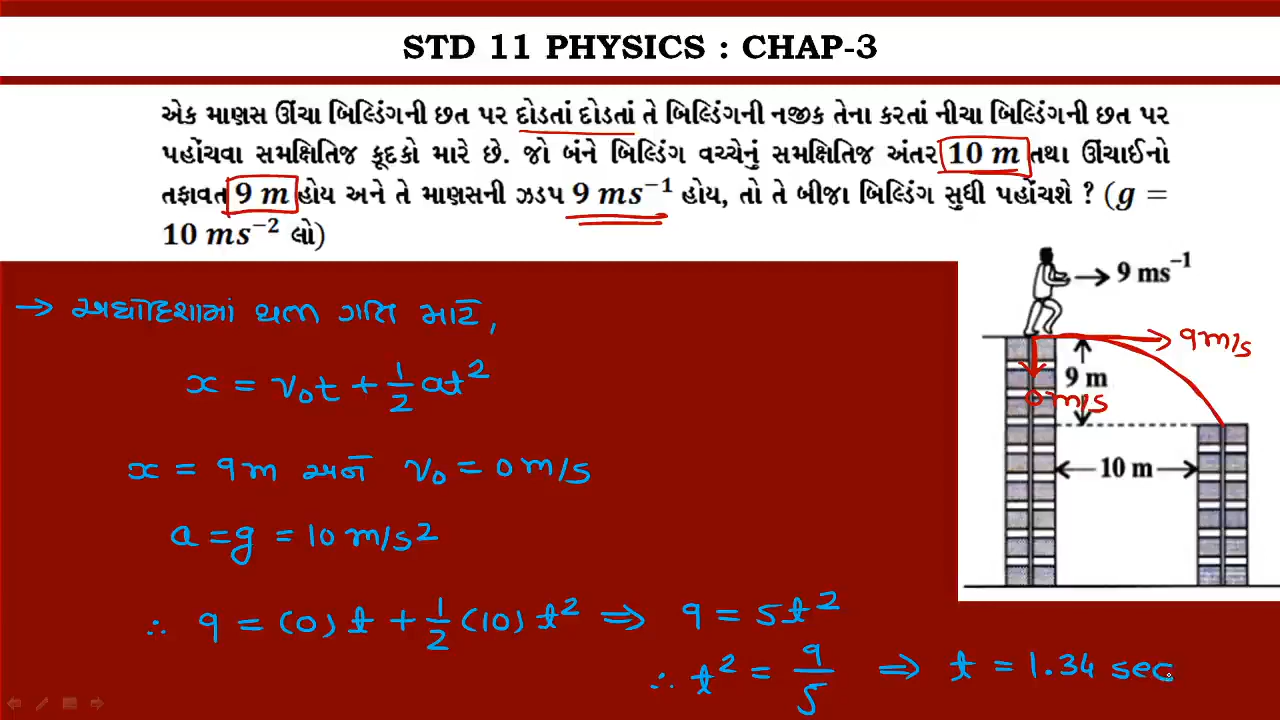 STD 11 PHYSICS : CHAP-3
એક માણસ ઊંચા બિલ્ડિંગની છત પર દોડતાં દોડતાં તે બિલ્ડિંગની નજીક તેના કરતાં નીચા બિલ્ડિંગની છત પર
પહોંચવા સમક્ષિતિજ કૂદકો મારે છે. જો બંને બિલ્ડિંગ વચ્ચેનું સમક્ષિતિજ અંતર 10 m તથા ઊંચાઈનો
તફાવત 9 m હોય અને તે માણસની ઝડપ 9 ms⁻¹ હોય, તો તે બીજા બિલ્ડિંગ સુધી પહોંચશે ? (g =
10 ms⁻² લો)
→ અધોદિશામાં થતી ગતિ માટે,
x = v₀t + 1/2 at²
x = 9m અને v₀ = 0 m/s
a = g = 10 m/s²
∴ 9 = (0) t + 1/2 (10) t² ⇒ 9 = 5t²
∴ t² = 9/5 ⇒ t = 1.34 sec
9 ms⁻¹
9 m/s
9 m
0 m/s
10 m